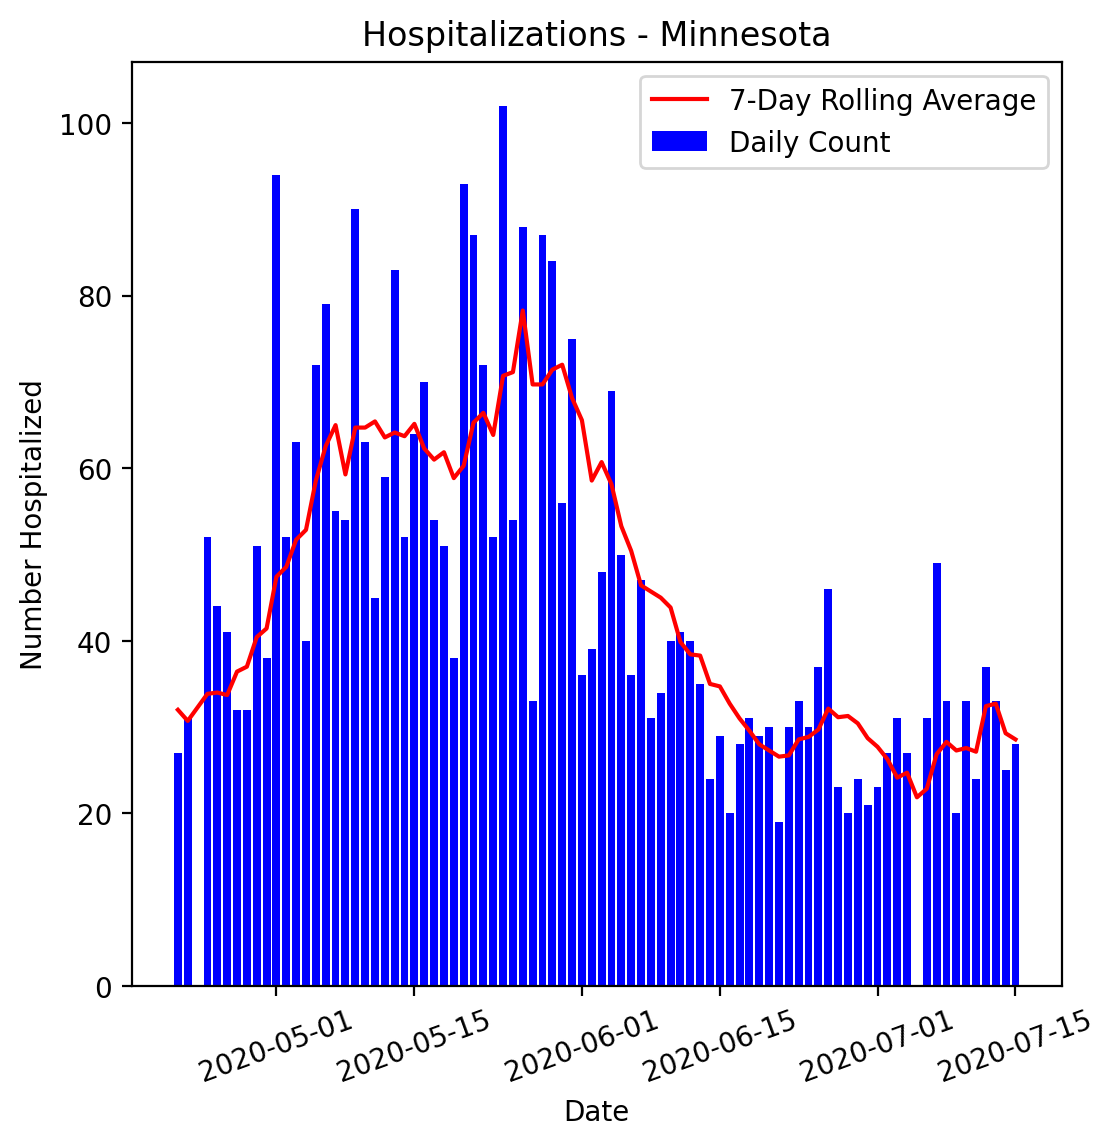 Hospitalizations - Minnesota
7-Day Rolling Average
Daily Count
100
80
60
40
20
0
Number Hospitalized
2020-05-01
2020-05-15
2020-06-01
2020-06-15
2020-07-01
2020-07-15
Date